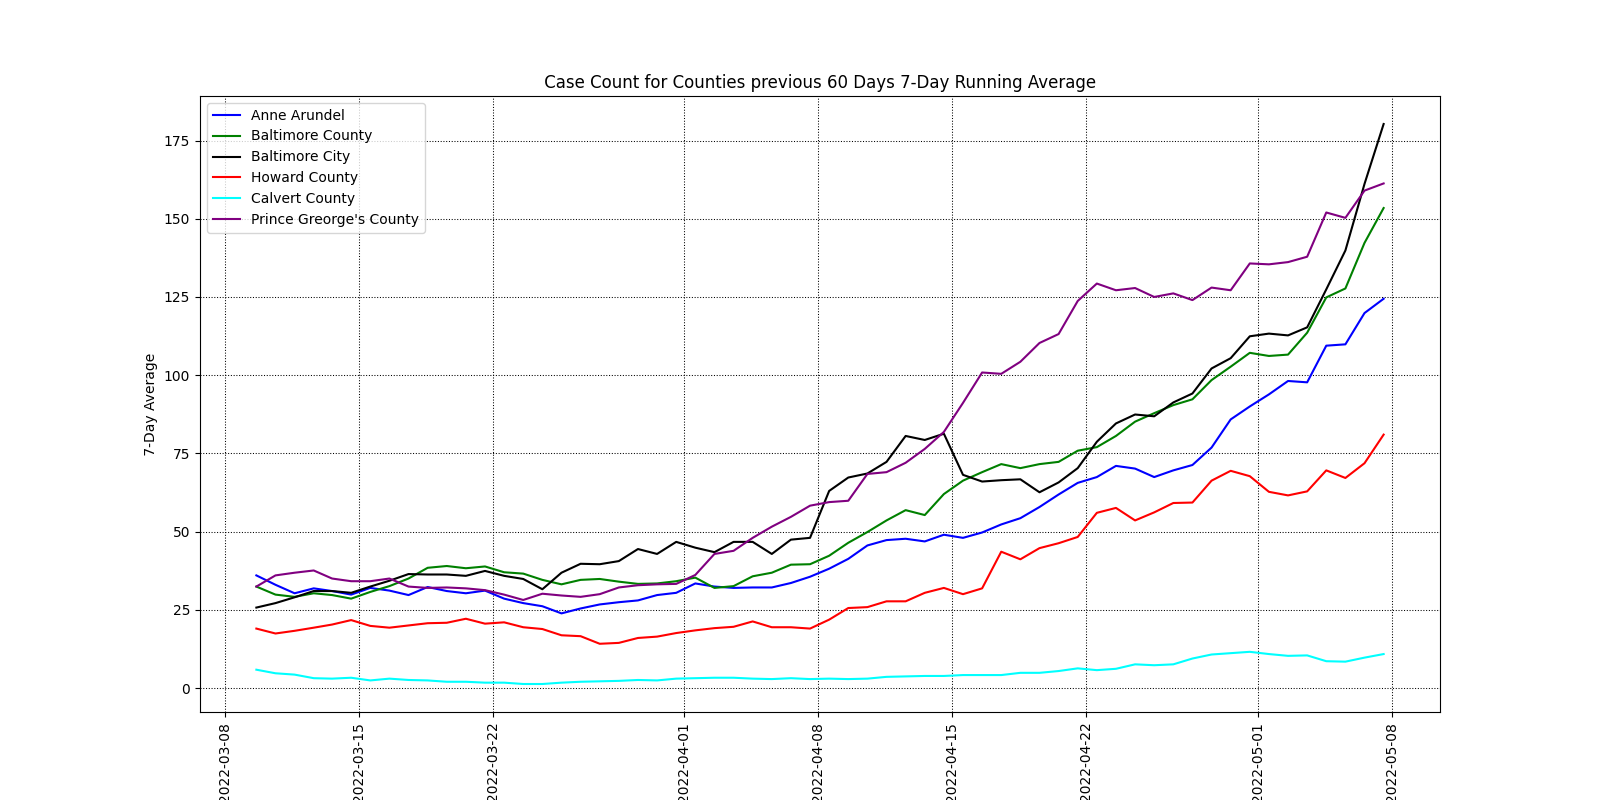 Case Count for Counties previous 60 Days 7-Day Running Average
Anne Arundel
Baltimore County
Baltimore City
Howard County
Calvert County
Prince Greorge's County
7-Day Average
175
150
125
100
75
50
25
0
2022-03-08
2022-03-15
2022-03-22
2022-04-01
2022-04-08
2022-04-15
2022-04-22
2022-05-01
2022-05-08